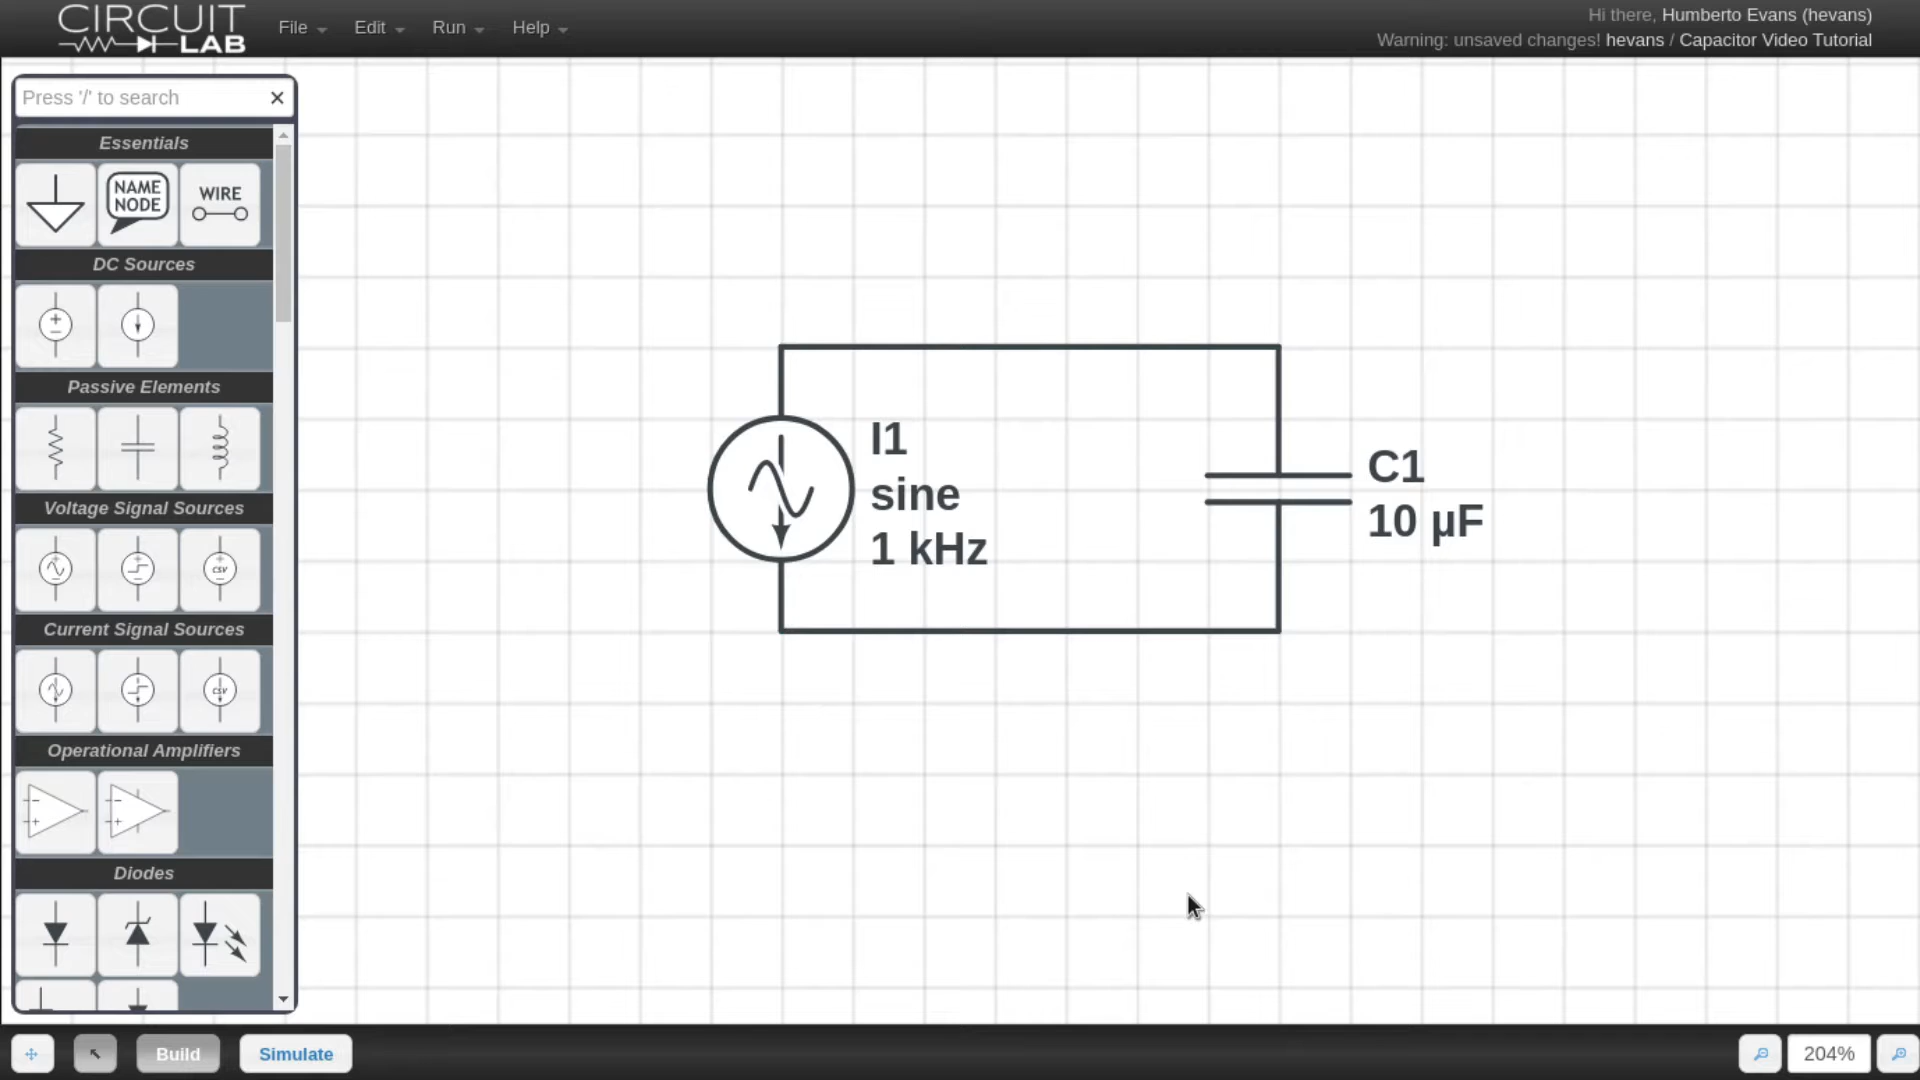 CIRCUIT
LAB
File
Edit
Run
Help
Hi there, Humberto Evans (hevans)
Warning: unsaved changes! hevans / Capacitor Video Tutorial
Press '/' to search
Essentials
NAME
NODE
WIRE
DC Sources
Passive Elements
Voltage Signal Sources
CSV
Current Signal Sources
CSV
Operational Amplifiers
Diodes
I1
sine
1 kHz
C1
10 µF
Build
Simulate
204%